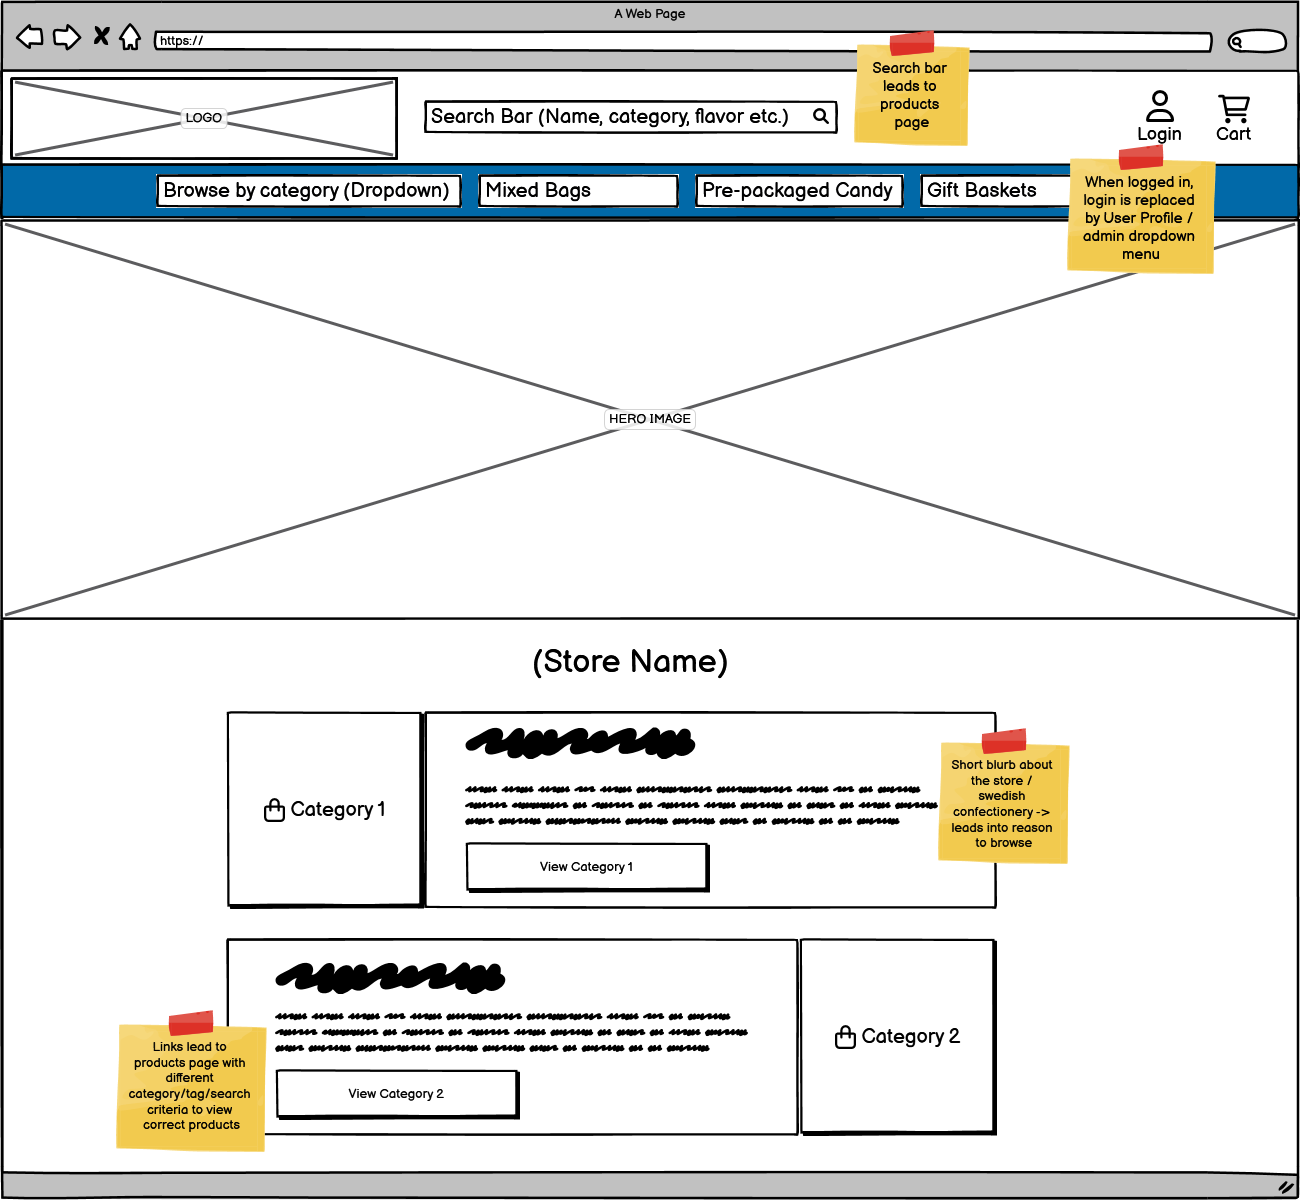 A Web Page
https://
Search bar
leads to
products
page
LOGO
Search Bar (Name, category, flavor etc.)
Login
Cart
Browse by category (Dropdown)
Mixed Bags
Pre-packaged Candy
Gift Baskets
When logged in,
login is replaced
by User Profile /
admin dropdown
menu
HERO IMAGE
(Store Name)
Category 1
View Category 1
Short blurb about
the store /
swedish
confectionery ->
leads into reason
to browse
Links lead to
products page with
different
category/tag/search
criteria to view
correct products
View Category 2
Category 2